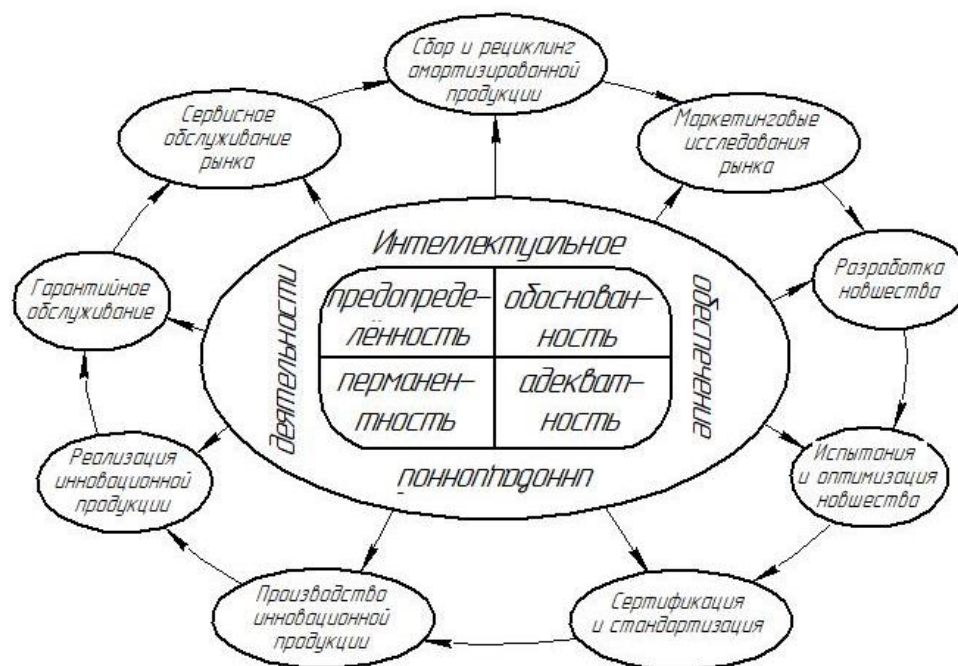 Сбор и рециклинг
амортизированной
продукции
Маркетинговые
исследования
рынка
Разработка
новшества
Испытания
и оптимизация
новшества
Сертификация
и стандартизация
Производство
инновационной
продукции
Реализация
инновационной
продукции
Гарантийное
обслуживание
Сервисное
обслуживание
рынка
Интеллектуальное
обеспечение
инновационной
деятельности
предопреде-
лённость
обоснован-
ность
перманен-
тность
адекват-
ность